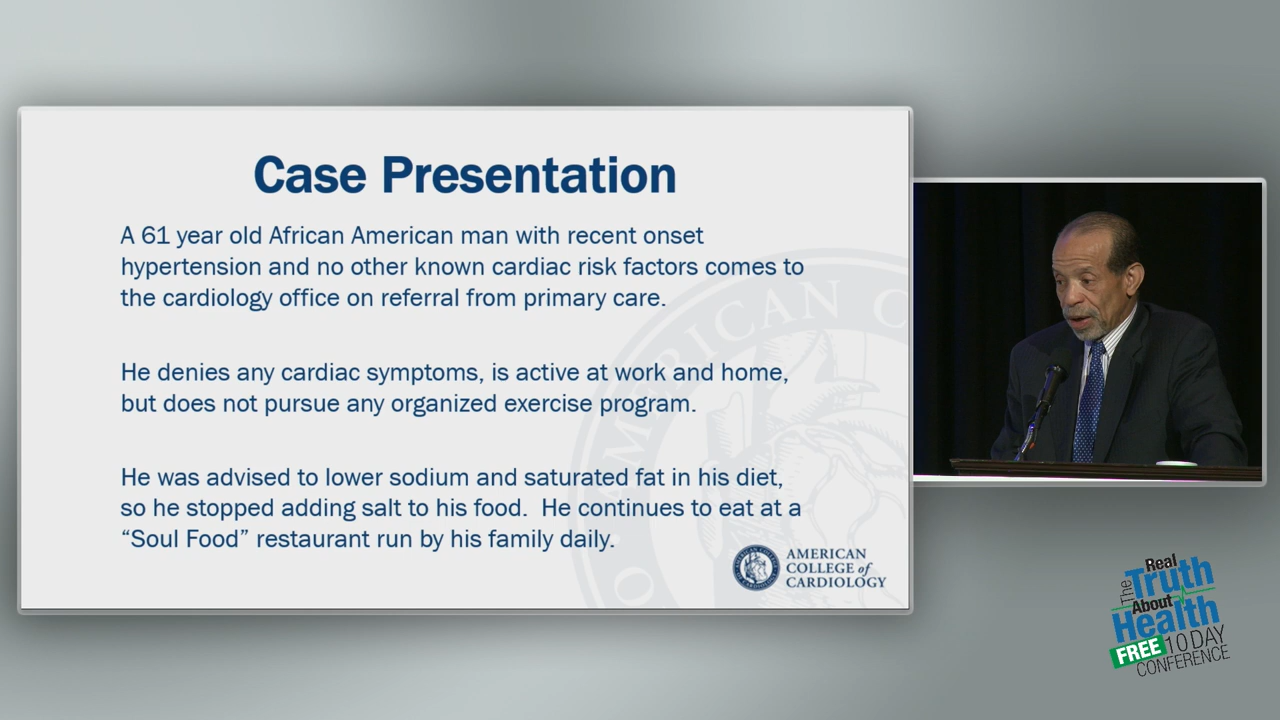 Case Presentation
A 61 year old African American man with recent onset
hypertension and no other known cardiac risk factors comes to
the cardiology office on referral from primary care.
He denies any cardiac symptoms, is active at work and home,
but does not pursue any organized exercise program.
He was advised to lower sodium and saturated fat in his diet,
so he stopped adding salt to his food.  He continues to eat at a
“Soul Food” restaurant run by his family daily.
AMERICAN
COLLEGE of
CARDIOLOGY
The Real
Truth
About
Health
FREE 10 DAY
CONFERENCE